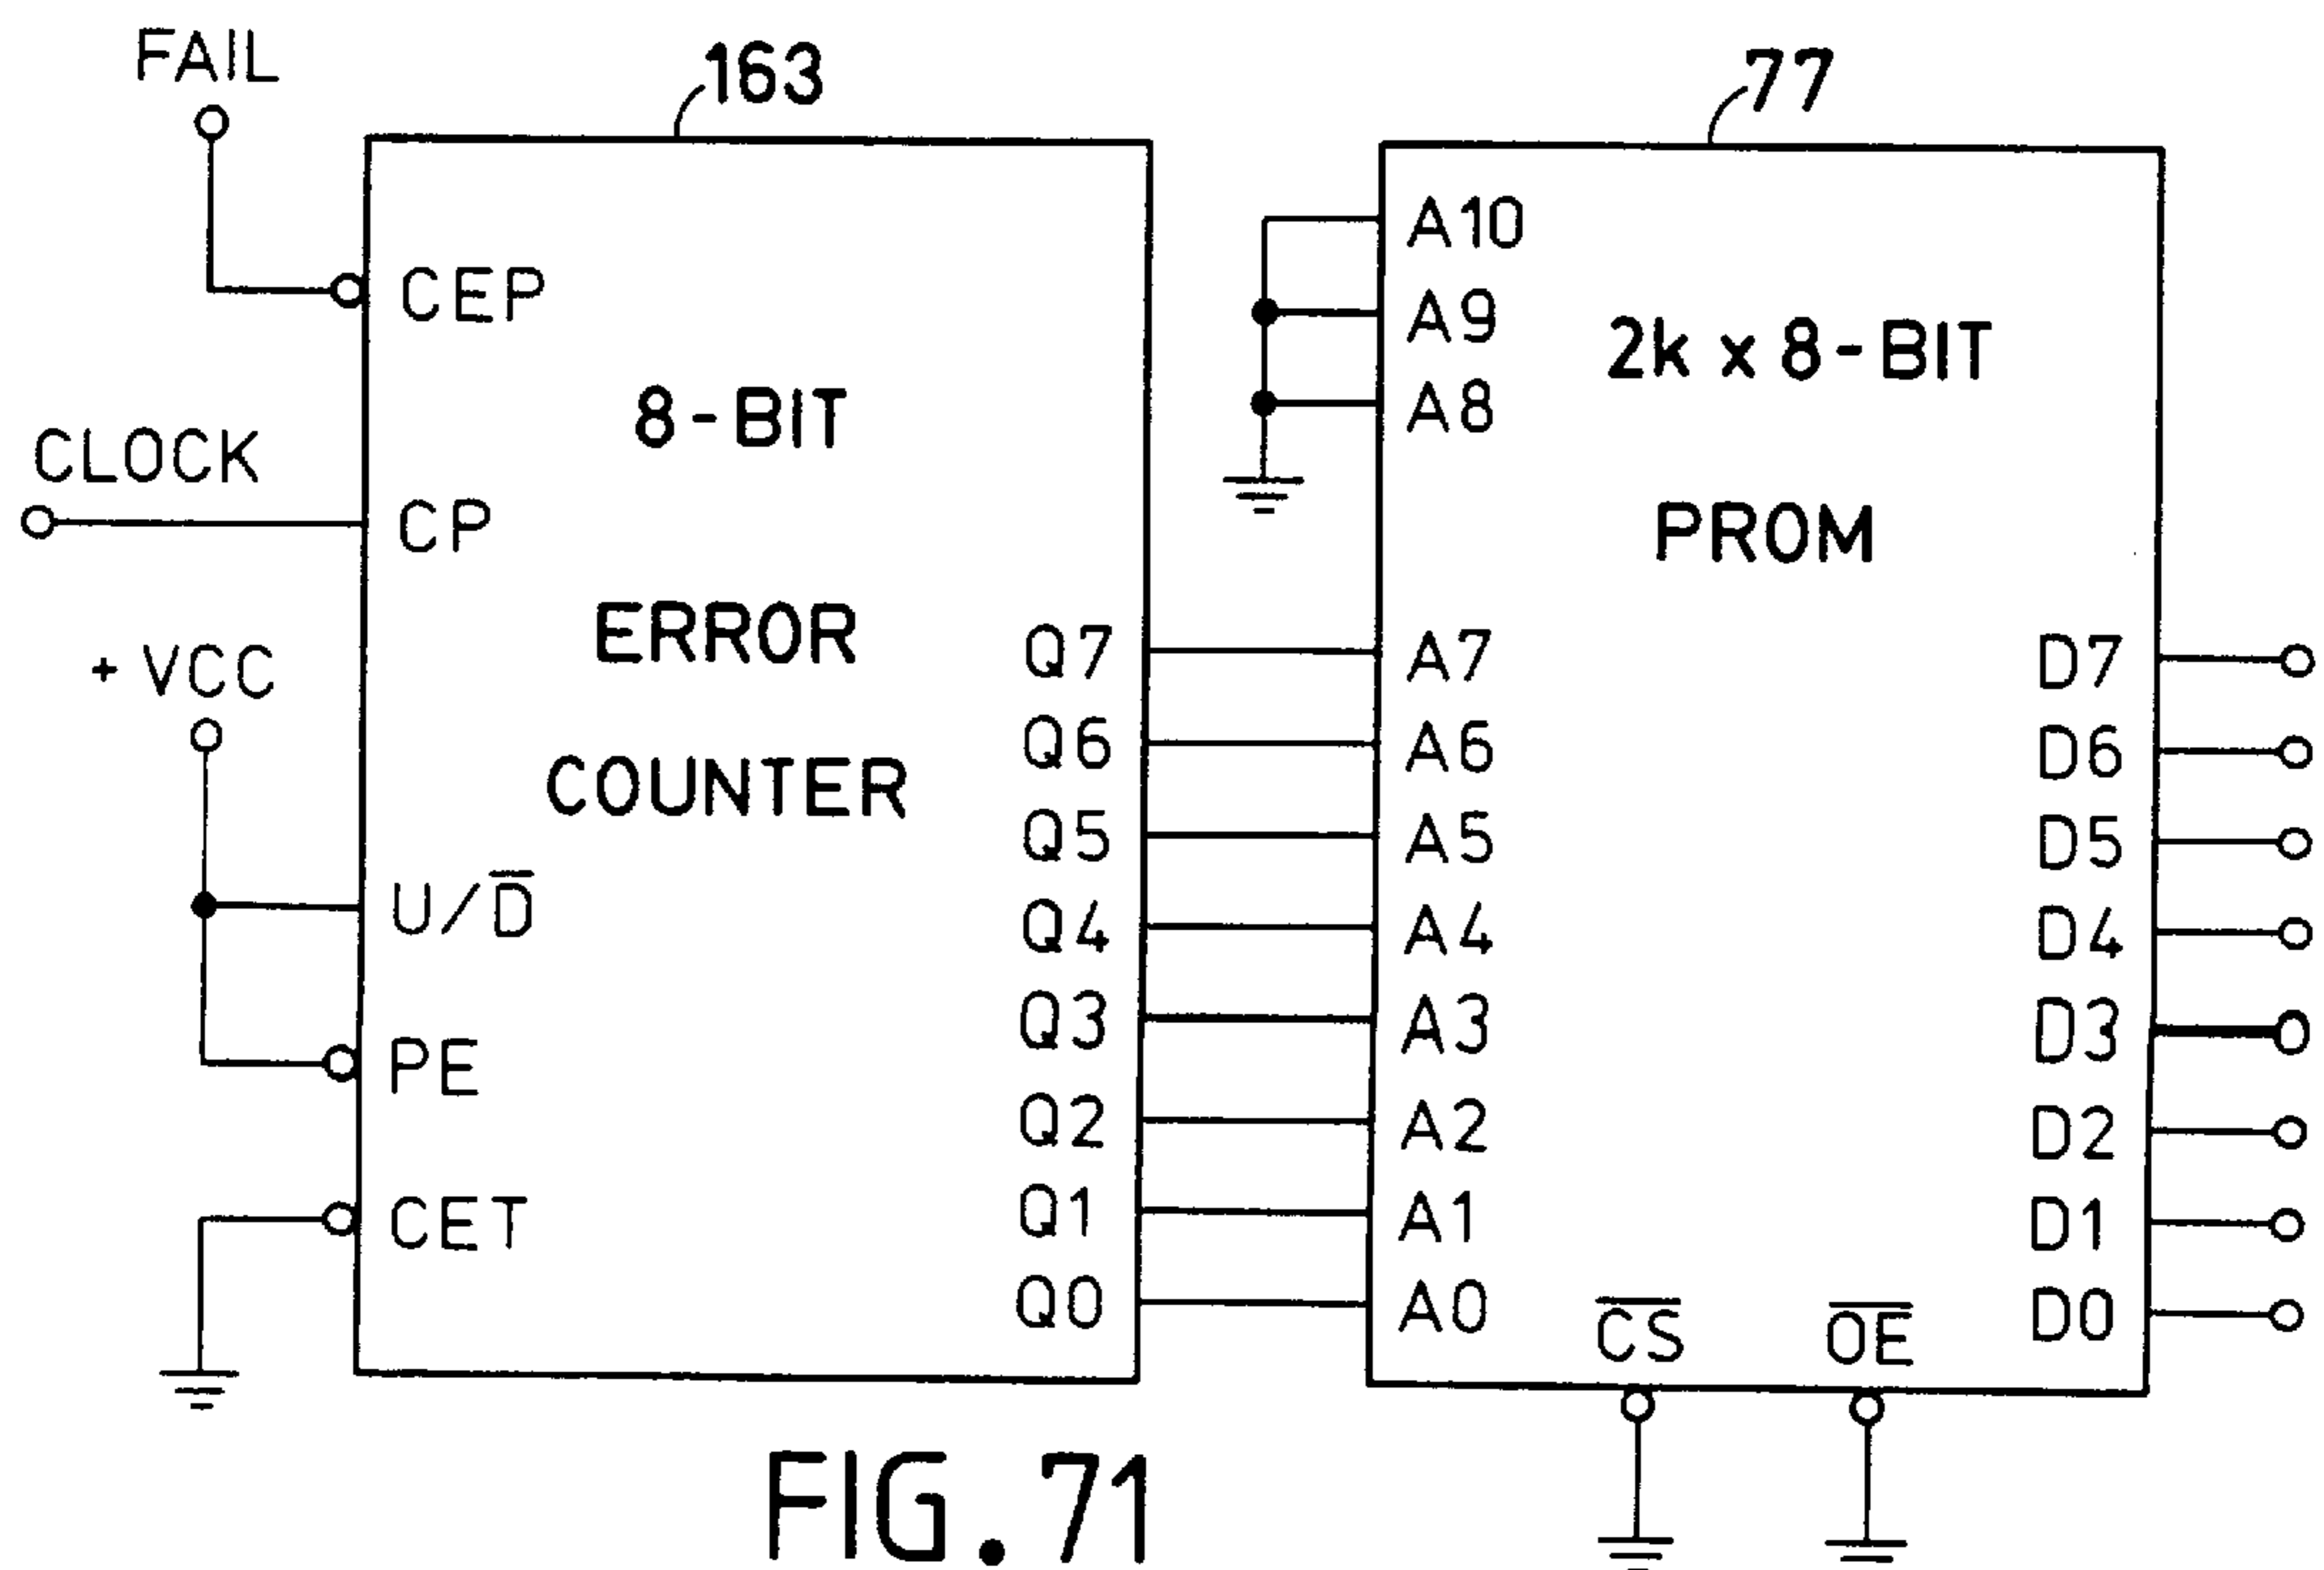 FAIL
163
77
CEP
8-BIT
CLOCK
CP
ERROR
+ VCC
COUNTER
U/D̅
PE
CET
Q7
Q6
Q5
Q4
Q3
Q2
Q1
Q0
A10
A9
A8
2k x 8-BIT
PROM
A7
A6
A5
A4
A3
A2
A1
A0
C̅S̅
O̅E̅
D7
D6
D5
D4
D3
D2
D1
D0
FIG. 71